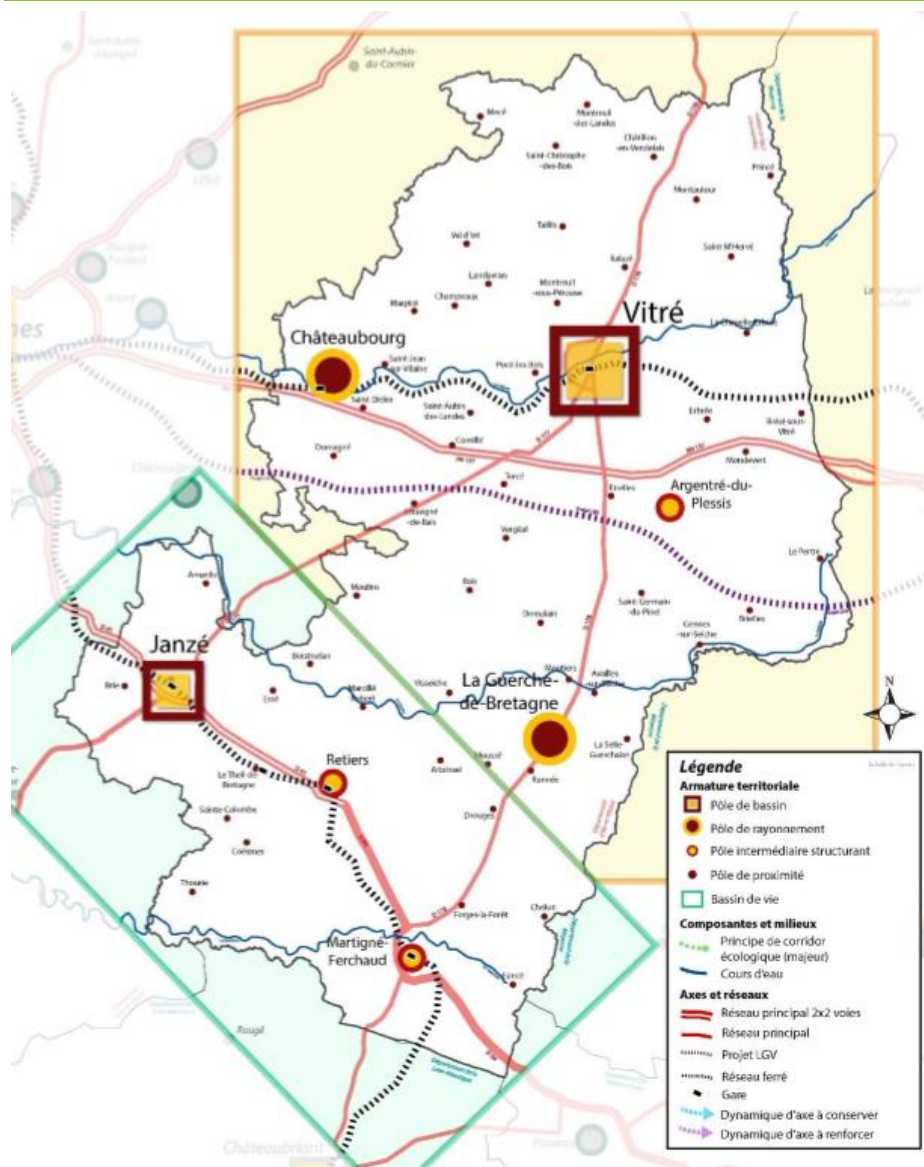 Saint-Aubin-
du-Cormier
Mecé
Montreuil
-des-Landes
Châtillon
-en-Vendelais
Saint-Christophe
-des-Bois
Princé
Montautour
Taillis
Val d'Izé
Saint-M'Hervé
Balazé
Landavran
Montreuil
-sous-Pérouse
Champeaux
Marpiré
Vitré
La Chapelle-Erbrée
Châteaubourg
Saint-Jean
-sur-Vilaine
Pocé-les-Bois
Saint-Didier
Saint-Aubin
-des-Landes
Erbrée
Bréal-sous-
Vitré
Cornillé
Domagné
Mondevert
Torcé
Argentré-du-
Plessis
Etrelles
Louvigné
-de-Bais
Vergéal
Le Pertre
Amanlis
Moulins
Bais
Saint-Germain
-du-Pinel
Domalain
Brielles
Gennes
-sur-Seiche
Janzé
Boistrudan
Moutiers
Availles
-sur-Seiche
Visseiche
Brie
Essé
Marcillé
-Robert
La Guerche-
de-Bretagne
La Selle-
Guerchaise
N
Retiers
Arbrissel
Moussé
Rannée
Le Theil-de-
Bretagne
Sainte-Colombe
Drouges
Coësmes
Thourie
Forges-la-Forêt
Chelun
Martigné-
Ferchaud
Eancé
Rougé
Châteaubriant
Légende
Armature territoriale
Pôle de bassin
Pôle de rayonnement
Pôle intermédiaire structurant
Pôle de proximité
Bassin de vie
Composantes et milieux
Principe de corridor
écologique (majeur)
Cours d'eau
Axes et réseaux
Réseau principal 2x2 voies
Réseau principal
Projet LGV
Réseau ferré
Gare
Dynamique d'axe à conserver
Dynamique d'axe à renforcer